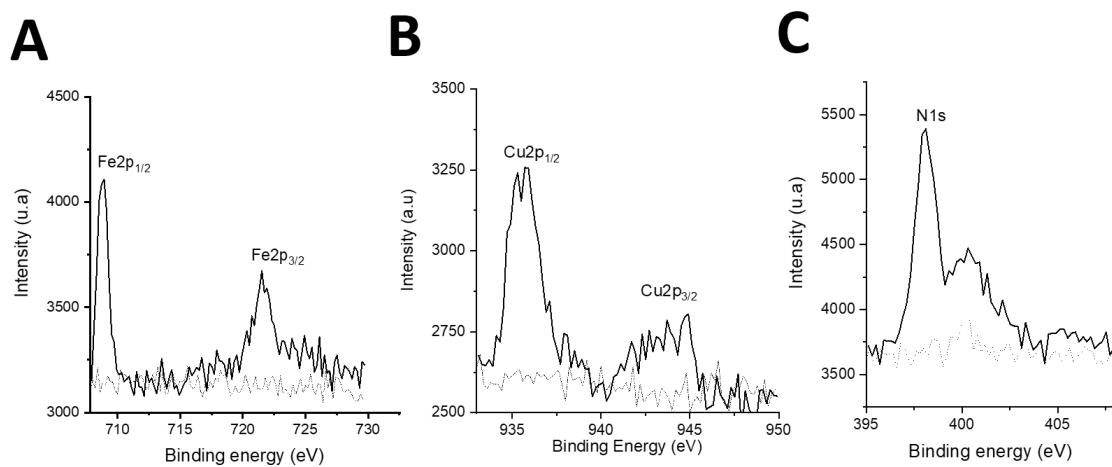 A
4500
4000
3500
3000
Intensity (u.a)
Fe2p1/2
Fe2p3/2
710 715 720 725 730
Binding energy (eV)
B
3500
3250
3000
2750
2500
Intensity (a.u)
Cu2p1/2
Cu2p3/2
935 940 945 950
Binding Energy (eV)
C
5500
5000
4500
4000
3500
Intensity (u.a)
N1s
395 400 405
Binding energy (eV)